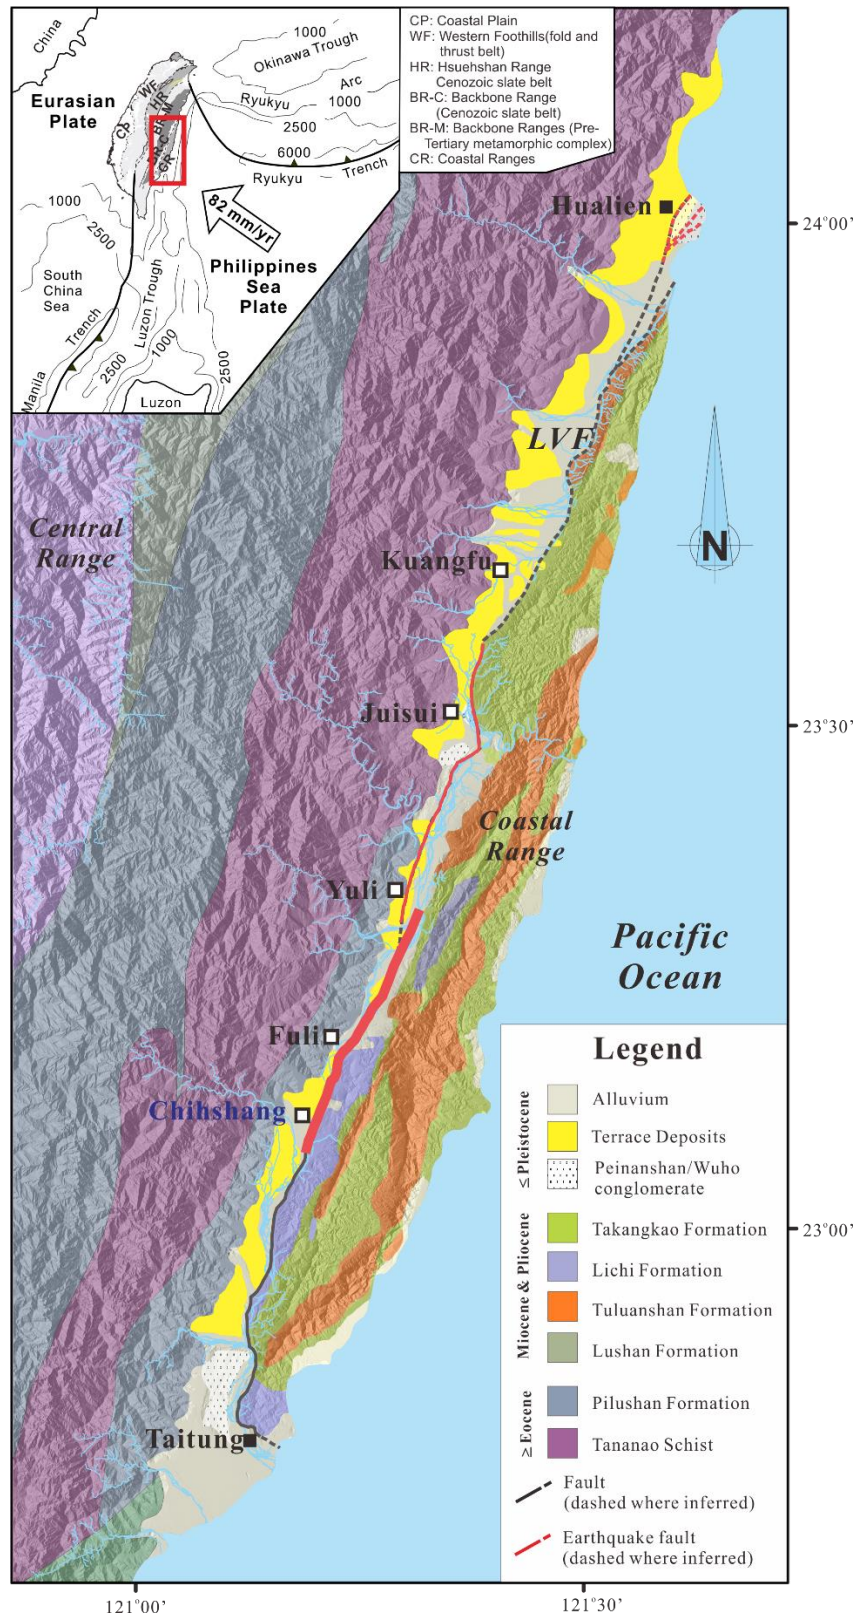 China
Eurasian
Plate
1000
Okinawa Trough
Arc
Ryukyu
1000
2500
6000
Ryukyu
Trench
WF
HR
CP
BR-M
BR-C
CR
82 mm/yr
1000
2500
South
China
Sea
Philippines
Sea
Plate
Luzon Trough
Trench
Manila
2500
1000
2500
Luzon
CP: Coastal Plain
WF: Western Foothills(fold and
thrust belt)
HR: Hsuehshan Range
Cenozoic slate belt
BR-C: Backbone Range
(Cenozoic slate belt)
BR-M: Backbone Ranges (Pre-
Tertiary metamorphic complex)
CR: Coastal Ranges
Hualien
24°00'
LVF
Central
Range
Kuangfu
N
Juisui
23°30'
Coastal
Range
Yuli
Pacific
Ocean
Fuli
Chihshang
23°00'
Taitung
Legend
≤Pleistocene
Alluvium
Terrace Deposits
Peinanshan/Wuho
conglomerate
Miocene & Pliocene
Takangkao Formation
Lichi Formation
Tuluanshan Formation
Lushan Formation
≥Eocene
Pilushan Formation
Tananao Schist
Fault
(dashed where inferred)
Earthquake fault
(dashed where inferred)
121°00'
121°30'